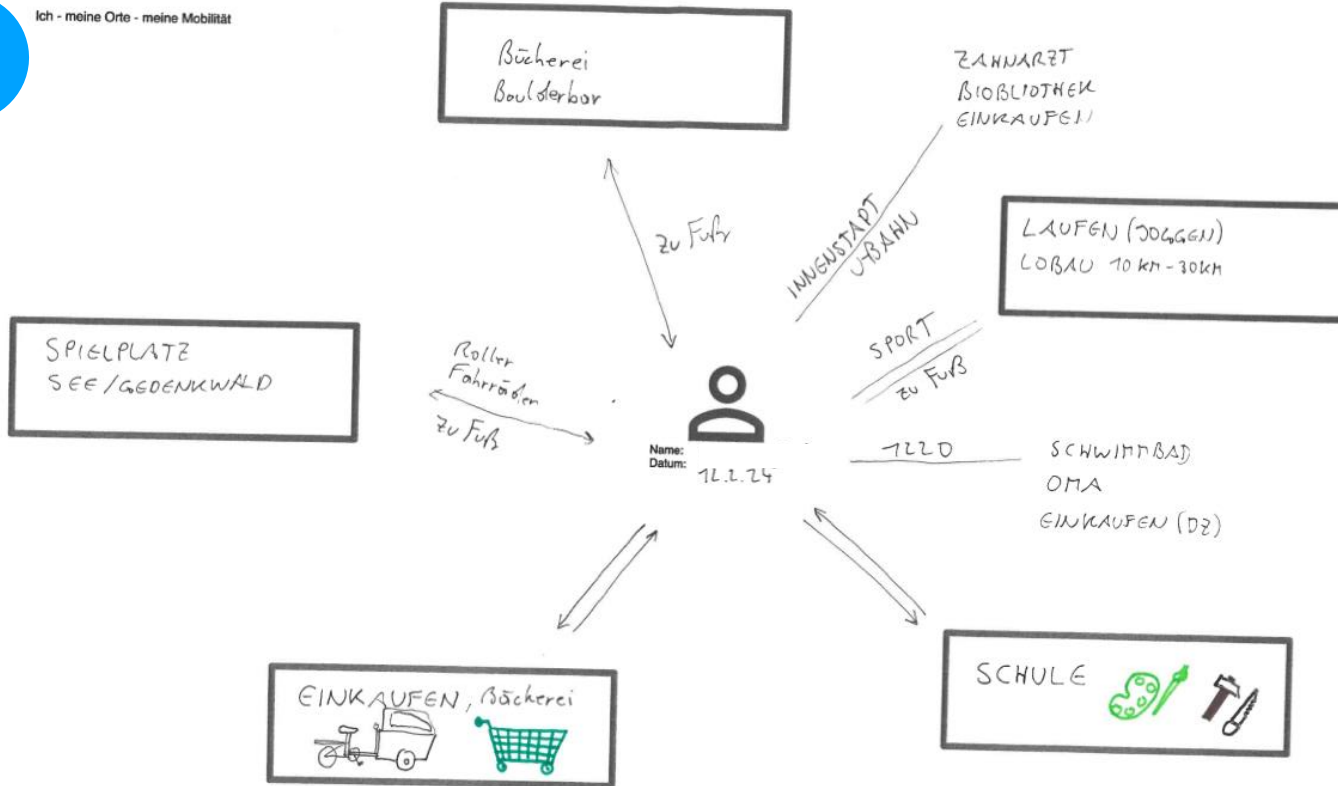 Ich - meine Orte - meine Mobilität
Bücherei
Boulderbar
ZAHNARZT
BIOBLIOTHEK
EINKAUFEN
zu Fuß
INNENSTAPT
U-BAHN
LAUFEN (JOGGEN)
LOBAU 10 km - 30 km
SPORT
zu FUß
SPIELPLATZ
SEE / GEDENKWALD
Roller
Fahrräder
Zu Fuß
Name:
Datum: 12.2.24
1220
SCHWIMMBAD
OMA
EINKAUFEN (DZ)
EINKAUFEN, Bäckerei
SCHULE